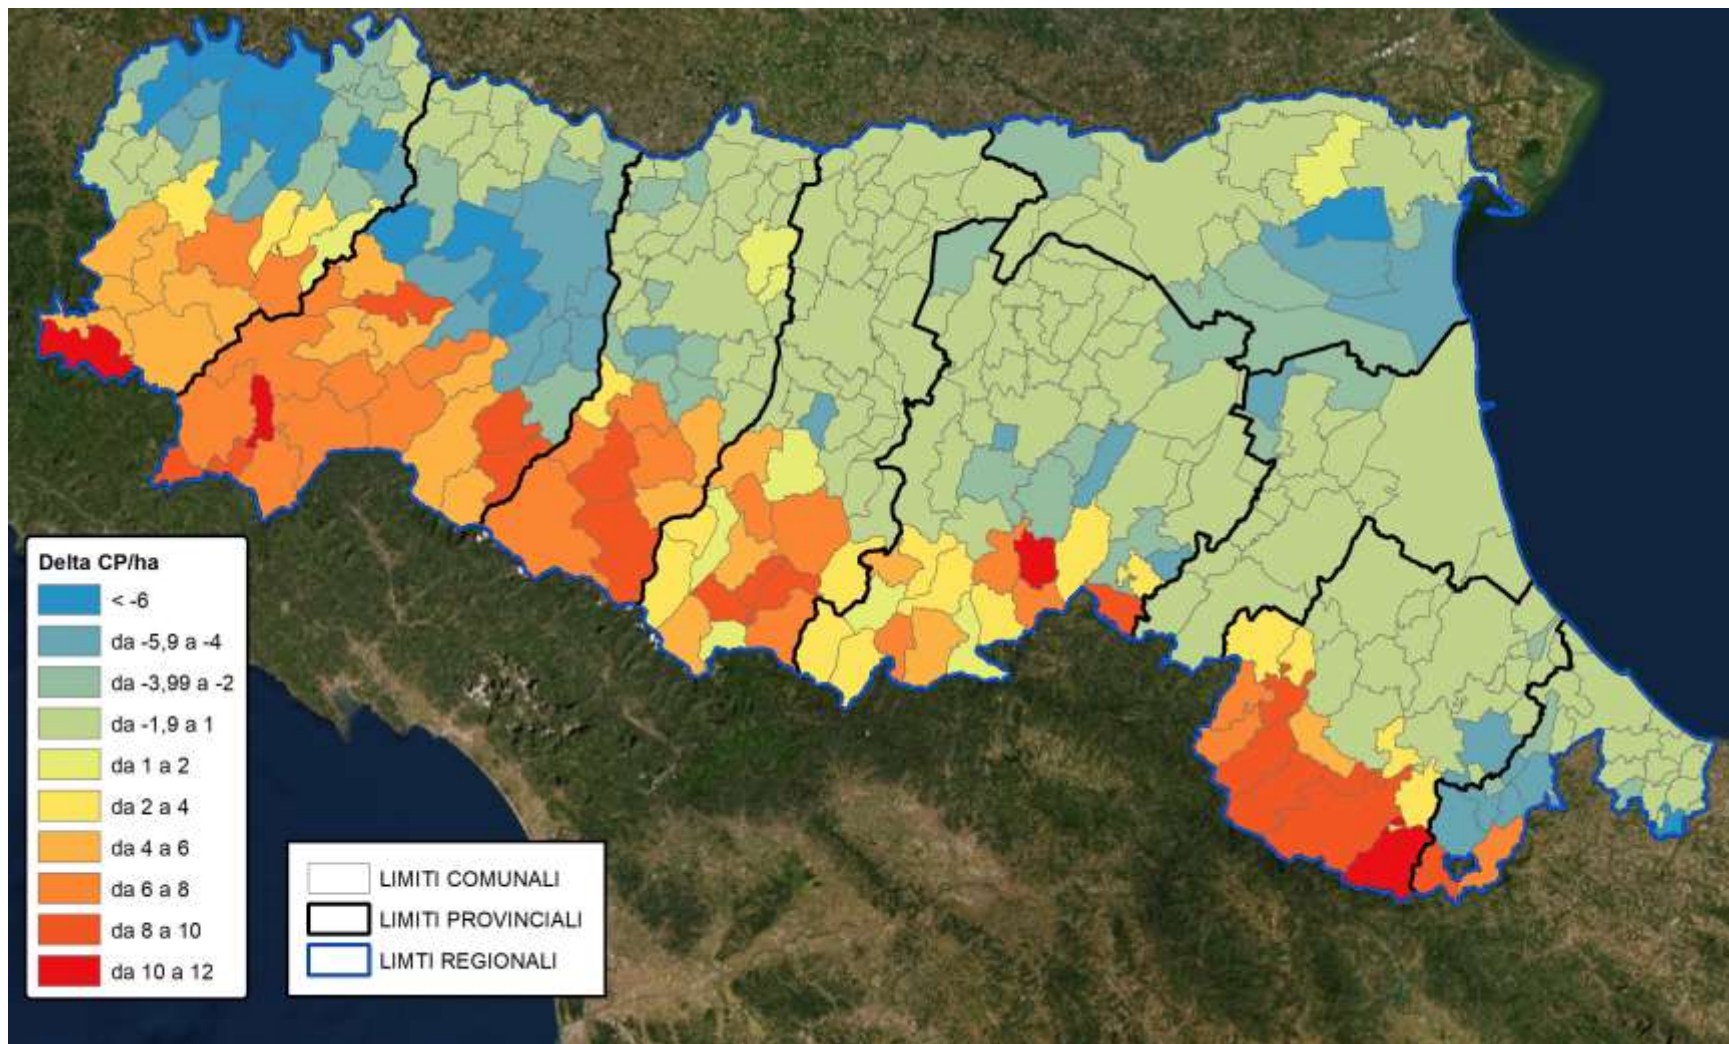 Delta CP/ha
< -6
da -5,9 a -4
da -3,99 a -2
da -1,9 a 1
da 1 a 2
da 2 a 4
da 4 a 6
da 6 a 8
da 8 a 10
da 10 a 12
LIMITI COMUNALI
LIMITI PROVINCIALI
LIMTI REGIONALI